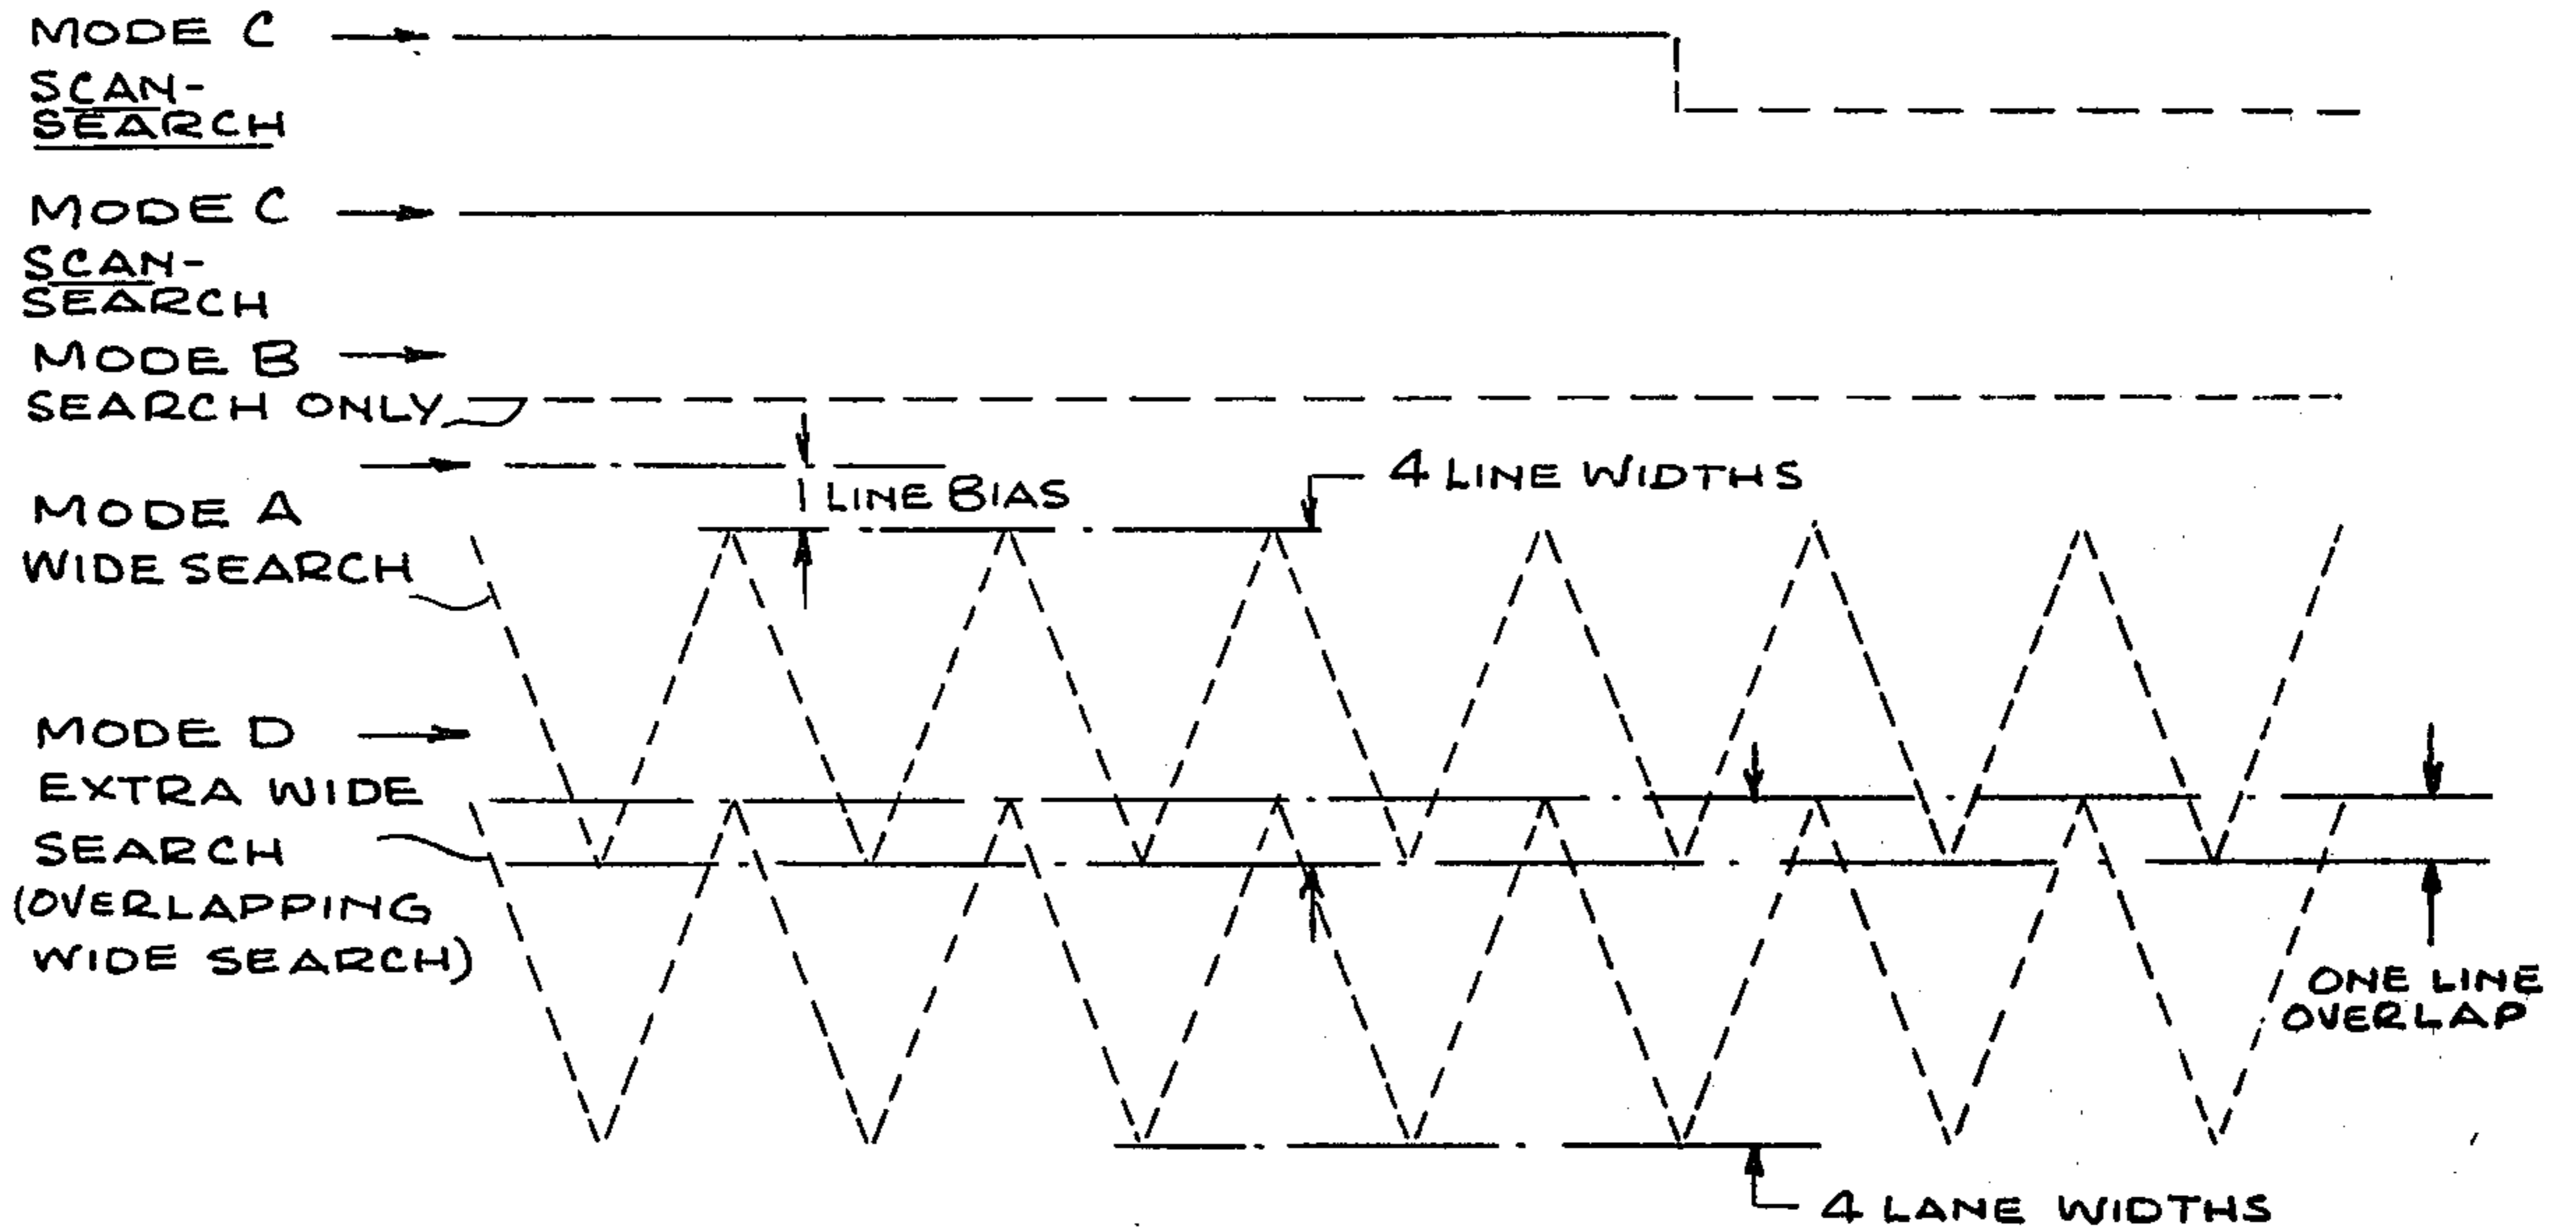 MODE C
SCAN-
SEARCH
MODE C
SCAN-
SEARCH
MODE B
SEARCH ONLY
LINE BIAS
4 LINE WIDTHS
MODE A
WIDE SEARCH
MODE D
EXTRA WIDE
SEARCH
(OVERLAPPING
WIDE SEARCH)
ONE LINE
OVERLAP
4 LANE WIDTHS